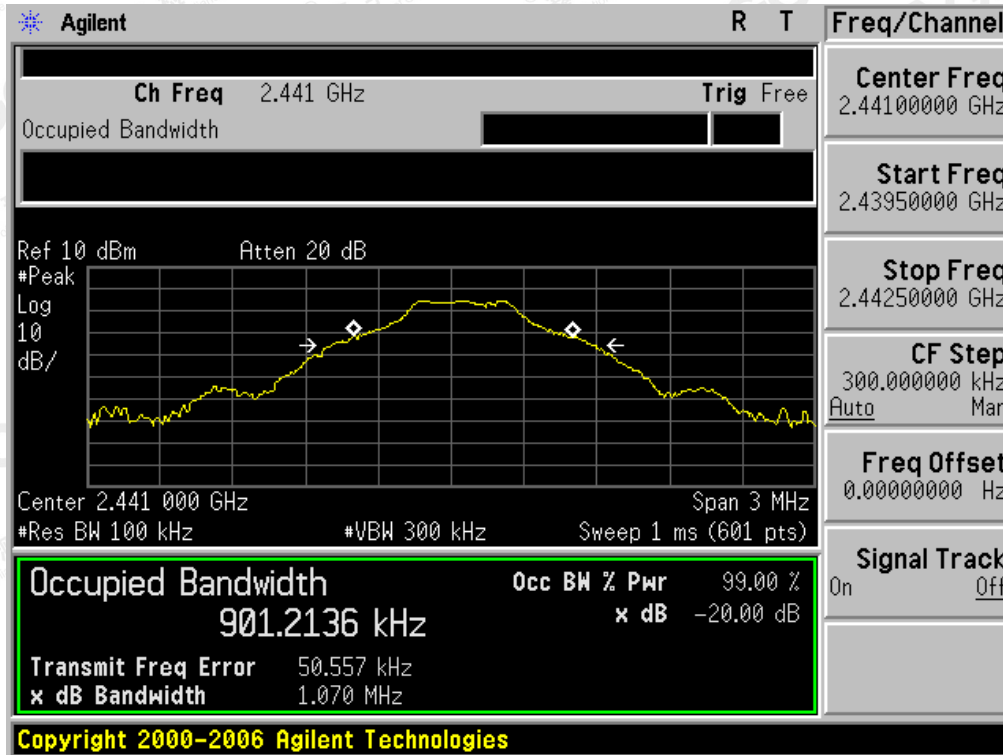 Agilent R T Freq/Channel
Ch Freq 2.441 GHz Trig Free
Occupied Bandwidth
Center Freq
2.44100000 GHz
Start Freq
2.43950000 GHz
Stop Freq
2.44250000 GHz
CF Step
300.000000 kHz
Auto Man
Freq Offset
0.00000000 Hz
Signal Track
On Off
Ref 10 dBm Atten 20 dB
#Peak
Log
10
dB/
Center 2.441 000 GHz Span 3 MHz
#Res BW 100 kHz #VBW 300 kHz Sweep 1 ms (601 pts)
Occupied Bandwidth Occ BW % Pwr 99.00 %
901.2136 kHz x dB -20.00 dB
Transmit Freq Error 50.557 kHz
x dB Bandwidth 1.070 MHz
Copyright 2000-2006 Agilent Technologies